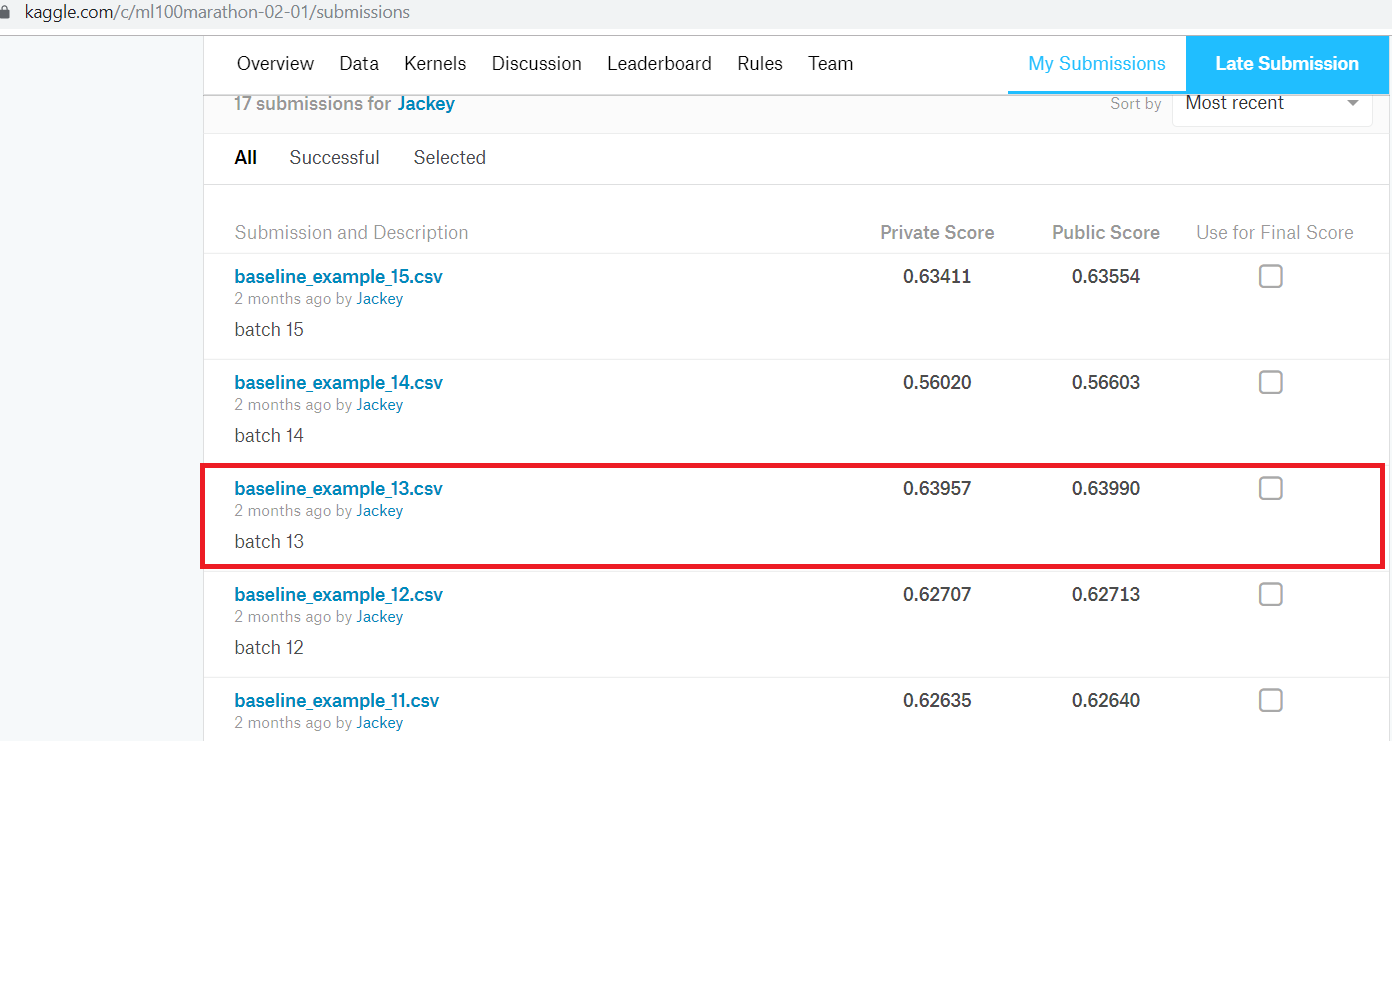 kaggle.com/c/ml100marathon-02-01/submissions
Overview Data Kernels Discussion Leaderboard Rules Team My Submissions Late Submission
17 submissions for Jackey Sort by Most recent
All Successful Selected
Submission and Description Private Score Public Score Use for Final Score
baseline_example_15.csv 0.63411 0.63554
2 months ago by Jackey
batch 15
baseline_example_14.csv 0.56020 0.56603
2 months ago by Jackey
batch 14
baseline_example_13.csv 0.63957 0.63990
2 months ago by Jackey
batch 13
baseline_example_12.csv 0.62707 0.62713
2 months ago by Jackey
batch 12
baseline_example_11.csv 0.62635 0.62640
2 months ago by Jackey